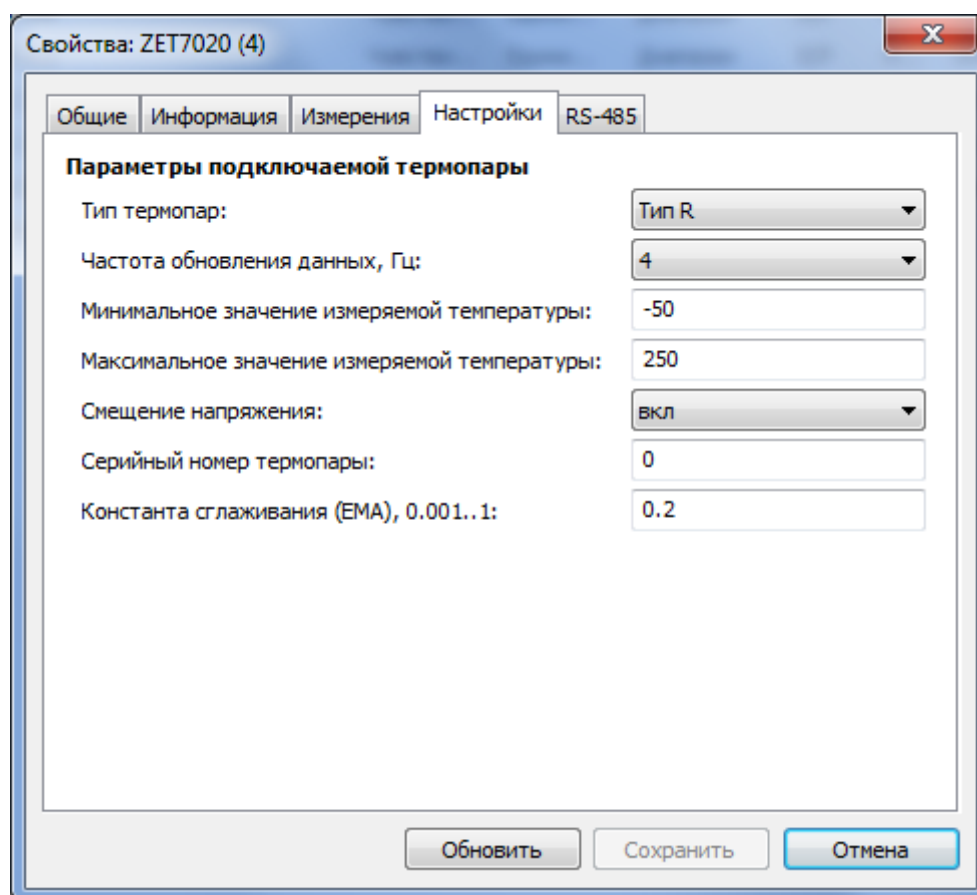 Свойства: ZET7020 (4)
Общие Информация Измерения Настройки RS-485
Параметры подключаемой термопары
Тип термопар: Тип R
Частота обновления данных, Гц: 4
Минимальное значение измеряемой температуры: -50
Максимальное значение измеряемой температуры: 250
Смещение напряжения: вкл
Серийный номер термопары: 0
Константа сглаживания (EMA), 0.001..1: 0.2
Обновить Сохранить Отмена